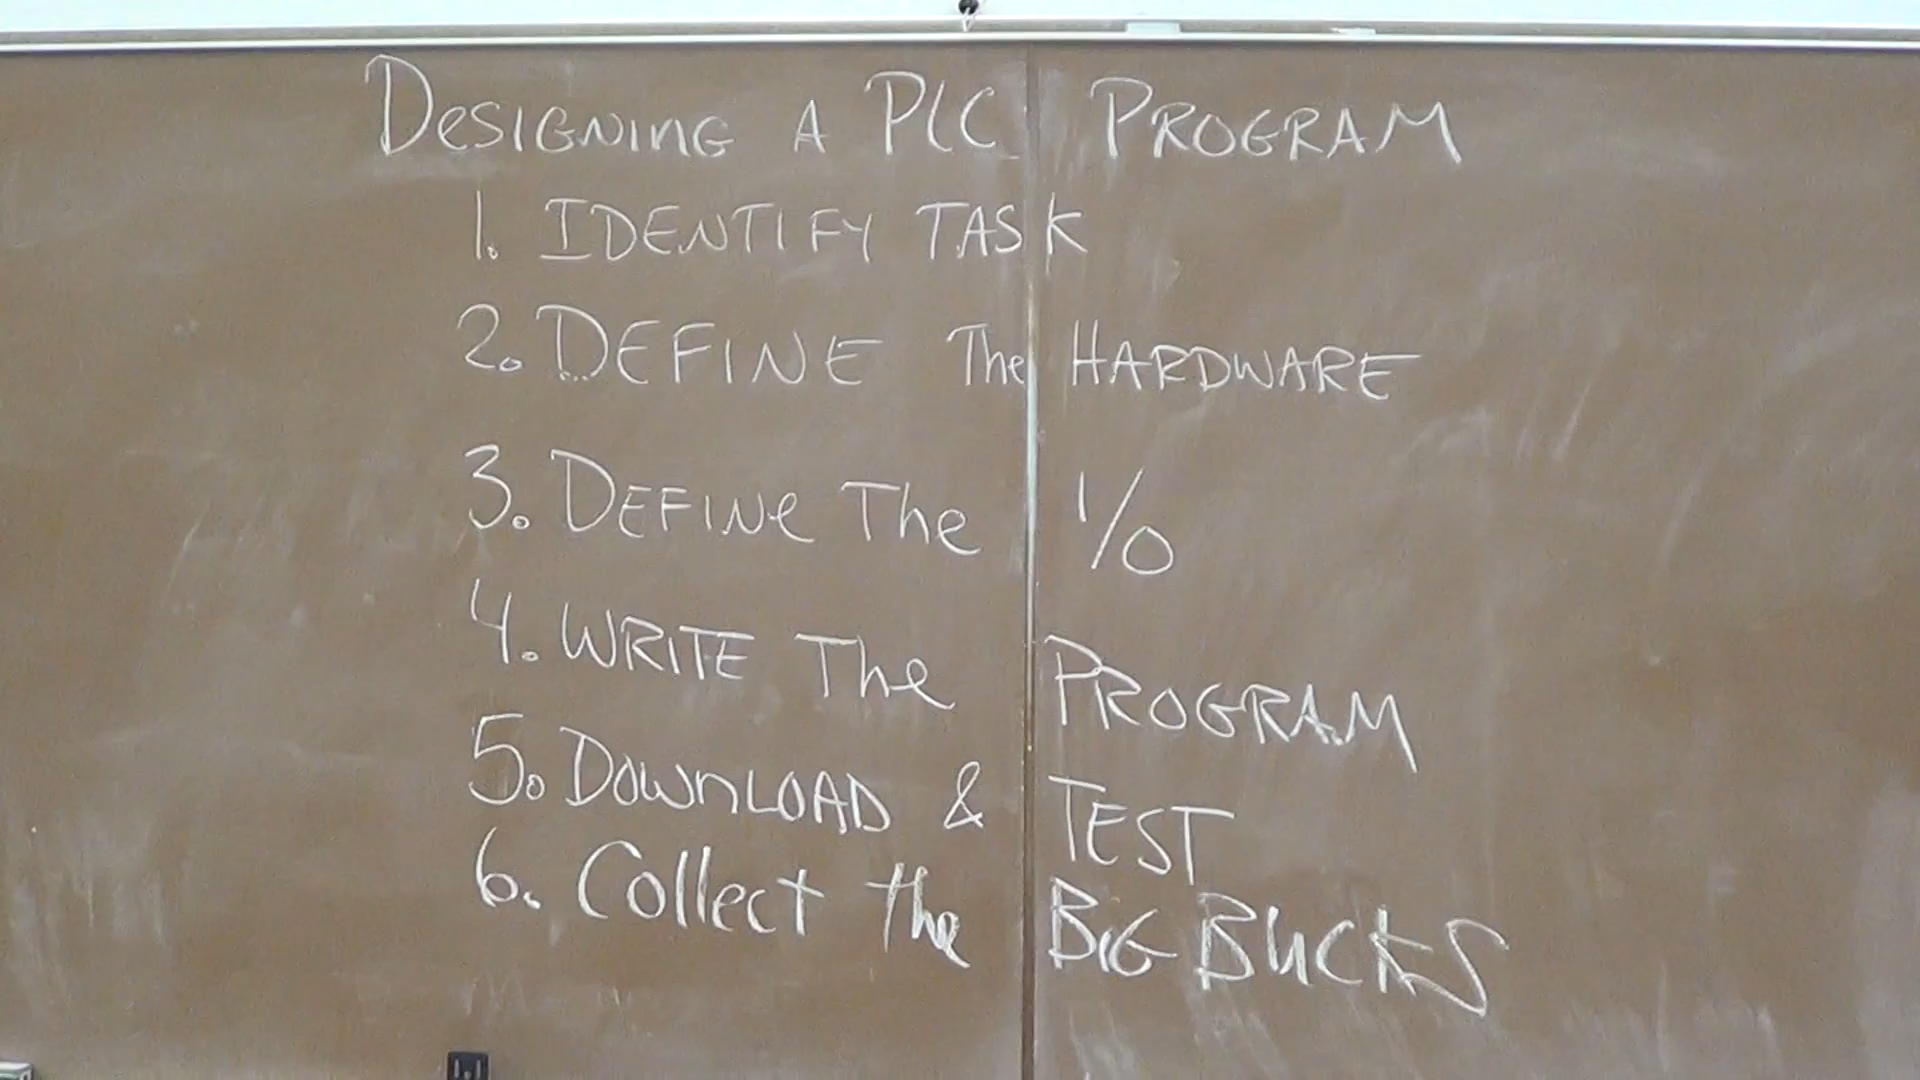 DeSIGNING A PLC PROGRAM
1. IDENTIFY TASK
2. DEFINE The HARDWARE
3. DEFINe The I/O
4. WRITE The PROGRAM
5. DOWNLOAD & TEST
6. Collect the BiG BUCKS